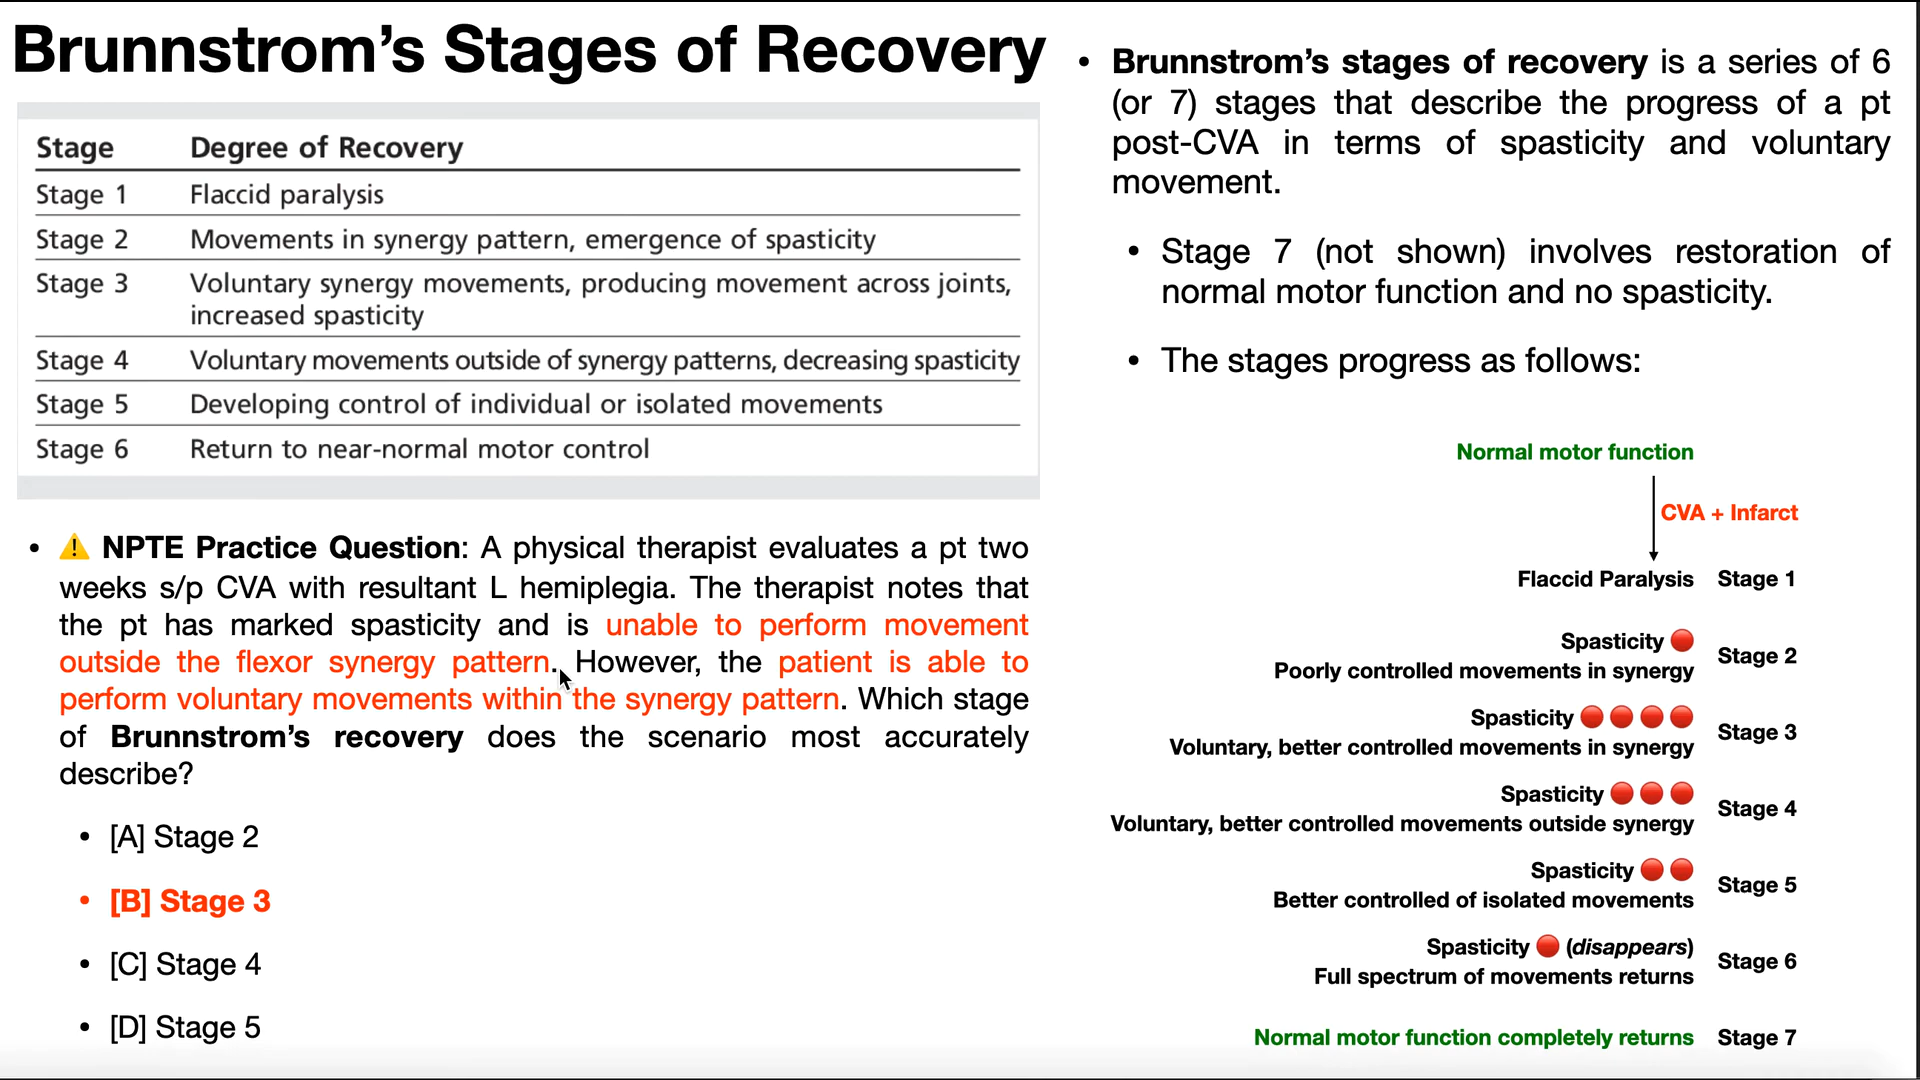 Brunnstrom’s Stages of Recovery
Stage Degree of Recovery
Stage 1 Flaccid paralysis
Stage 2 Movements in synergy pattern, emergence of spasticity
Stage 3 Voluntary synergy movements, producing movement across joints,
increased spasticity
Stage 4 Voluntary movements outside of synergy patterns, decreasing spasticity
Stage 5 Developing control of individual or isolated movements
Stage 6 Return to near-normal motor control
• ⚠️ NPTE Practice Question: A physical therapist evaluates a pt two
weeks s/p CVA with resultant L hemiplegia. The therapist notes that
the pt has marked spasticity and is unable to perform movement
outside the flexor synergy pattern. However, the patient is able to
perform voluntary movements within the synergy pattern. Which stage
of Brunnstrom’s recovery does the scenario most accurately
describe?
• [A] Stage 2
• [B] Stage 3
• [C] Stage 4
• [D] Stage 5
• Brunnstrom’s stages of recovery is a series of 6
(or 7) stages that describe the progress of a pt
post-CVA in terms of spasticity and voluntary
movement.
• Stage 7 (not shown) involves restoration of
normal motor function and no spasticity.
• The stages progress as follows:
Normal motor function
CVA + Infarct
Flaccid Paralysis Stage 1
Spasticity 🔴
Poorly controlled movements in synergy Stage 2
Spasticity 🔴🔴🔴🔴
Voluntary, better controlled movements in synergy Stage 3
Spasticity 🔴🔴🔴
Voluntary, better controlled movements outside synergy Stage 4
Spasticity 🔴🔴
Better controlled of isolated movements Stage 5
Spasticity 🔴 (disappears)
Full spectrum of movements returns Stage 6
Normal motor function completely returns Stage 7